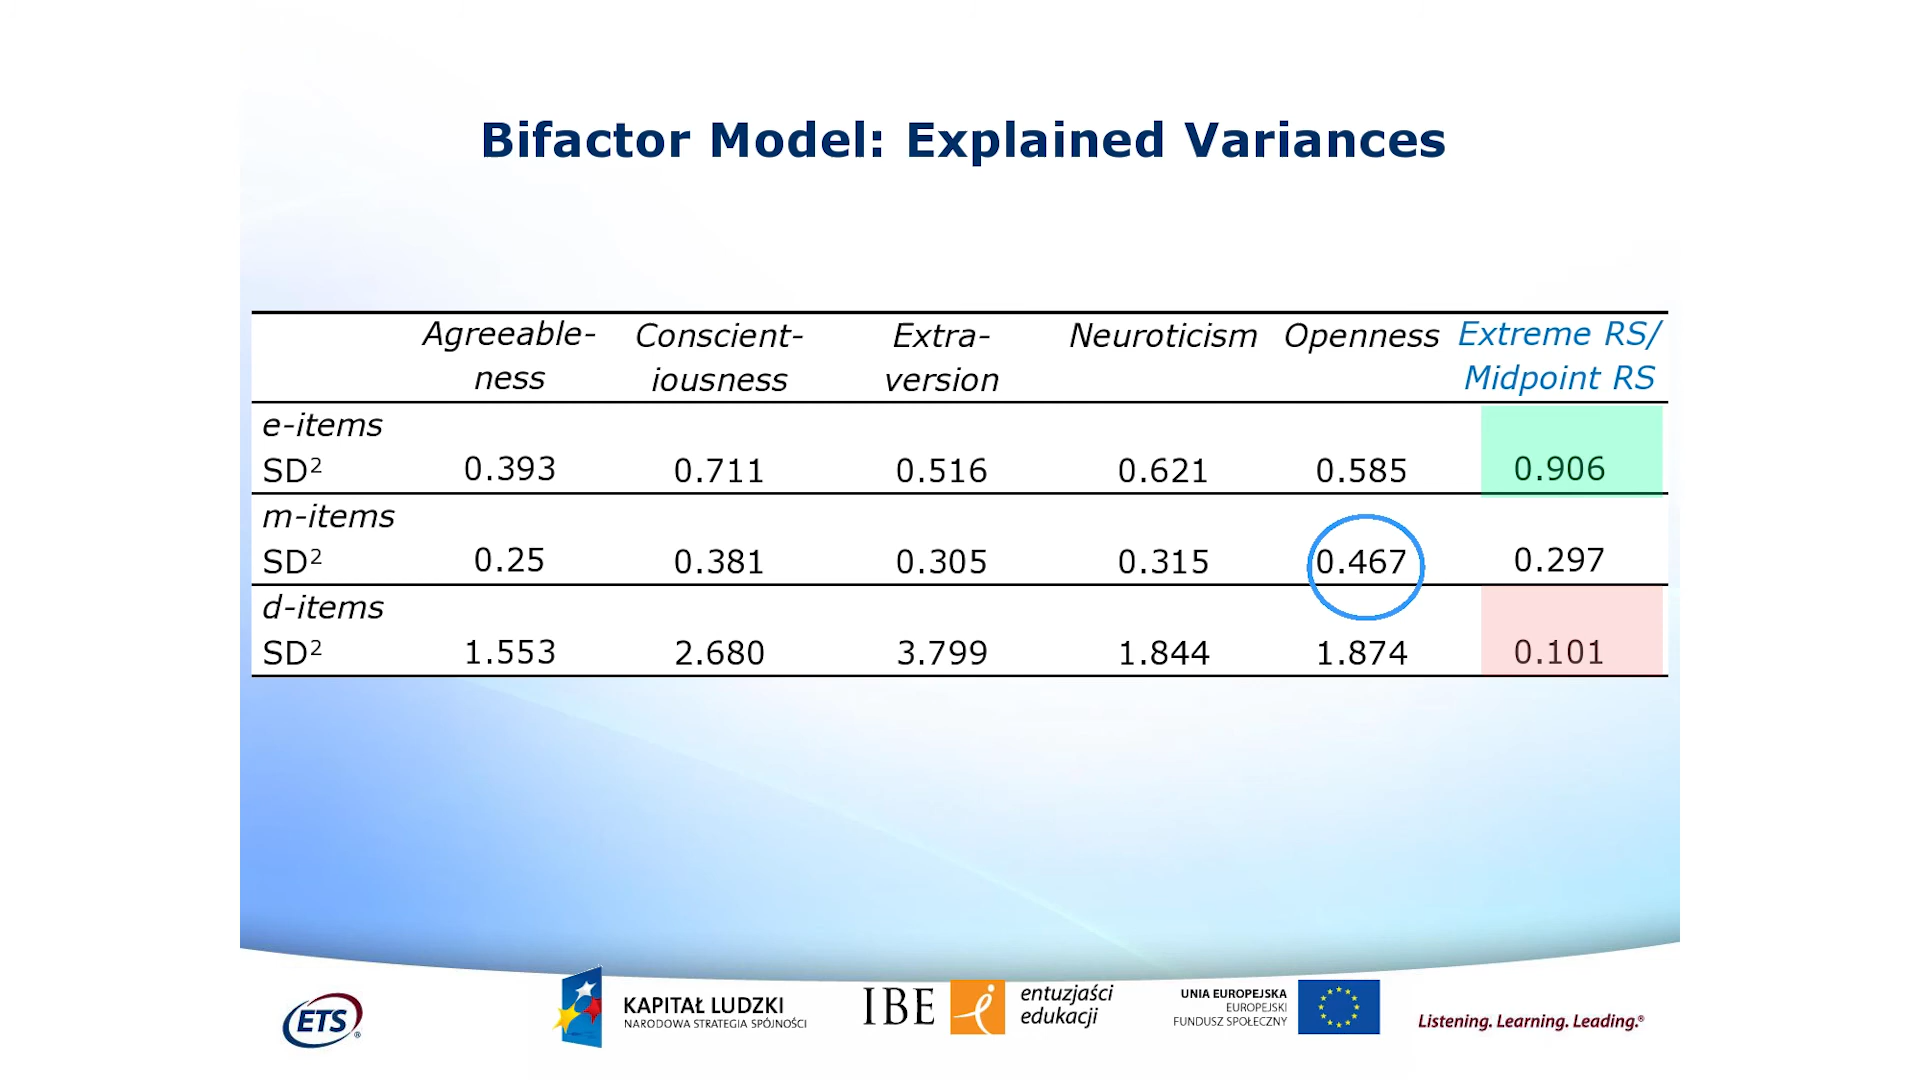 Bifactor Model: Explained Variances
Agreeable- Conscient- Extra- Neuroticism Openness Extreme RS/
ness iousness version Midpoint RS
e-items
SD² 0.393 0.711 0.516 0.621 0.585 0.906
m-items
SD² 0.25 0.381 0.305 0.315 0.467 0.297
d-items
SD² 1.553 2.680 3.799 1.844 1.874 0.101
ETS®
KAPITAŁ LUDZKI
NARODOWA STRATEGIA SPÓJNOŚCI
IBE
entuzjaści
edukacji
UNIA EUROPEJSKA
EUROPEJSKI
FUNDUSZ SPOŁECZNY
Listening. Learning. Leading.®